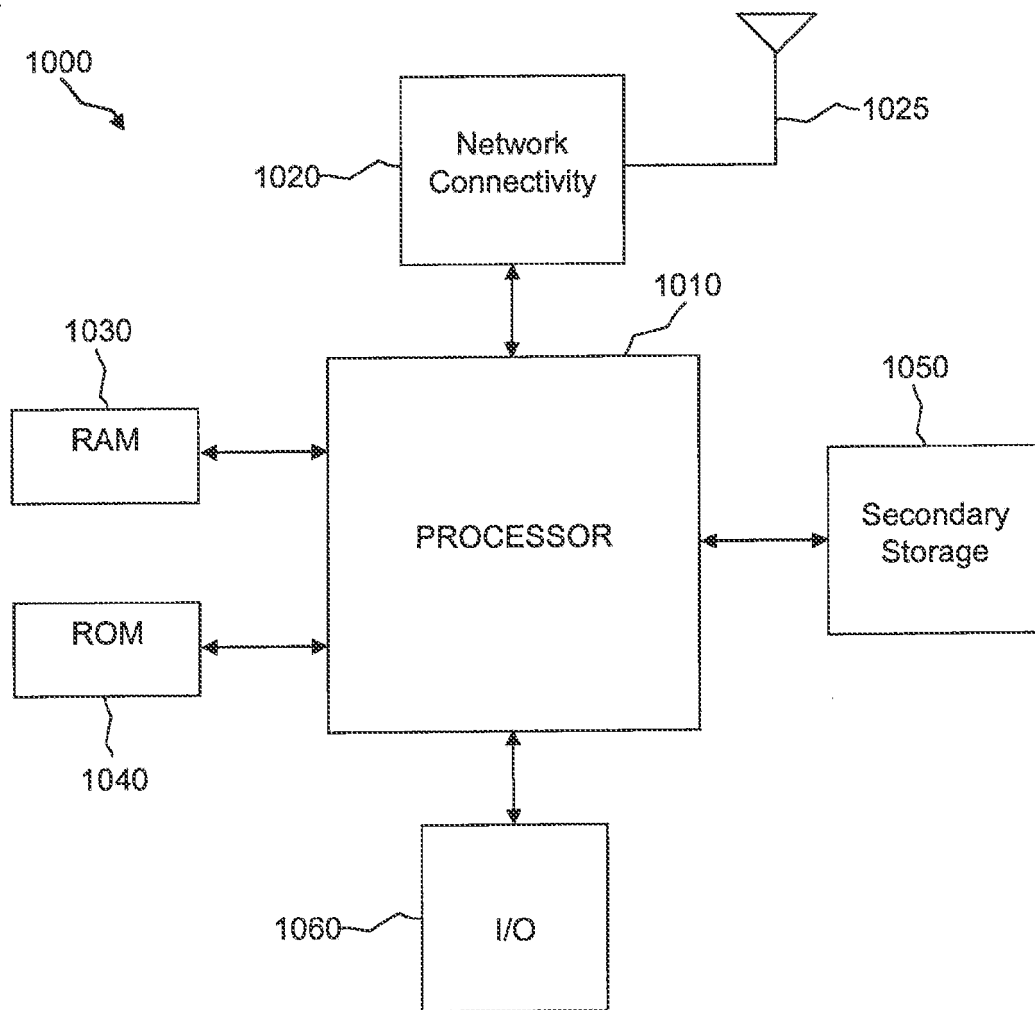 1000
1025
Network
Connectivity
1020
1010
1030
RAM
1050
PROCESSOR
Secondary
Storage
ROM
1040
1060
I/O